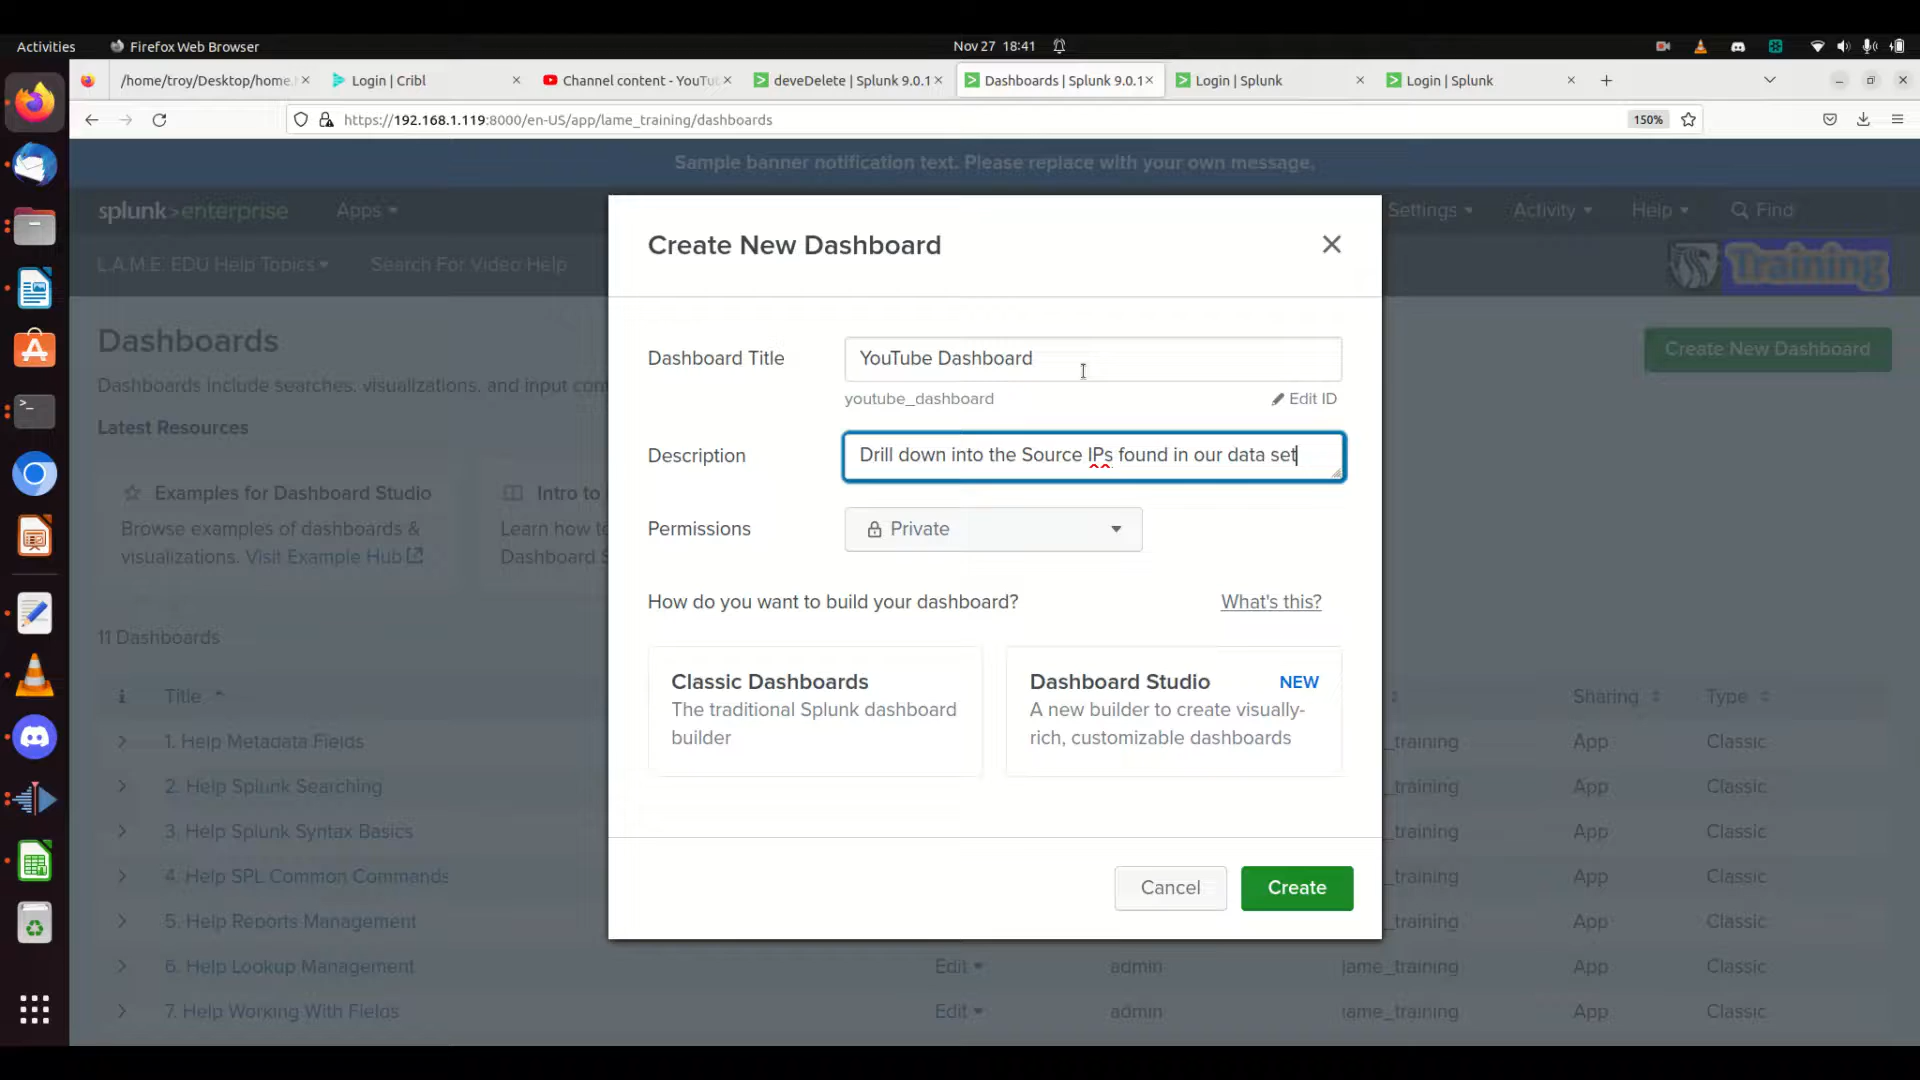 Activities
Firefox Web Browser
Nov 27 18:41
/home/troy/Desktop/home.
Login | Cribl
Channel content - YouTu
deveDelete | Splunk 9.0.1
Dashboards | Splunk 9.0.1
Login | Splunk
Login | Splunk
https://192.168.1.119:8000/en-US/app/lame_training/dashboards
150%
Sample banner notification text. Please replace with your own message.
splunk>enterprise
Apps
Settings
Activity
Help
Find
L.A.M.E. EDU Help Topics
Search For Video Help
Training
Create New Dashboard
Dashboards
Create New Dashboard
Dashboards include searches, visualizations, and input con
Dashboard Title
YouTube Dashboard
youtube_dashboard
Edit ID
Latest Resources
Description
Drill down into the Source IPs found in our data set
Examples for Dashboard Studio
Intro to
Browse examples of dashboards &
Learn how to
visualizations. Visit Example Hub
Dashboard S
Permissions
Private
How do you want to build your dashboard?
What's this?
11 Dashboards
Classic Dashboards
The traditional Splunk dashboard
builder
Dashboard Studio
NEW
A new builder to create visually-
rich, customizable dashboards
i
Title
Sharing
Type
1. Help Metadata Fields
_training
App
Classic
2. Help Splunk Searching
_training
App
Classic
3. Help Splunk Syntax Basics
_training
App
Classic
4. Help SPL Common Commands
_training
App
Classic
Cancel
Create
5. Help Reports Management
_training
App
Classic
6. Help Lookup Management
Edit
admin
lame_training
App
Classic
7. Help Working With Fields
Edit
admin
lame_training
App
Classic